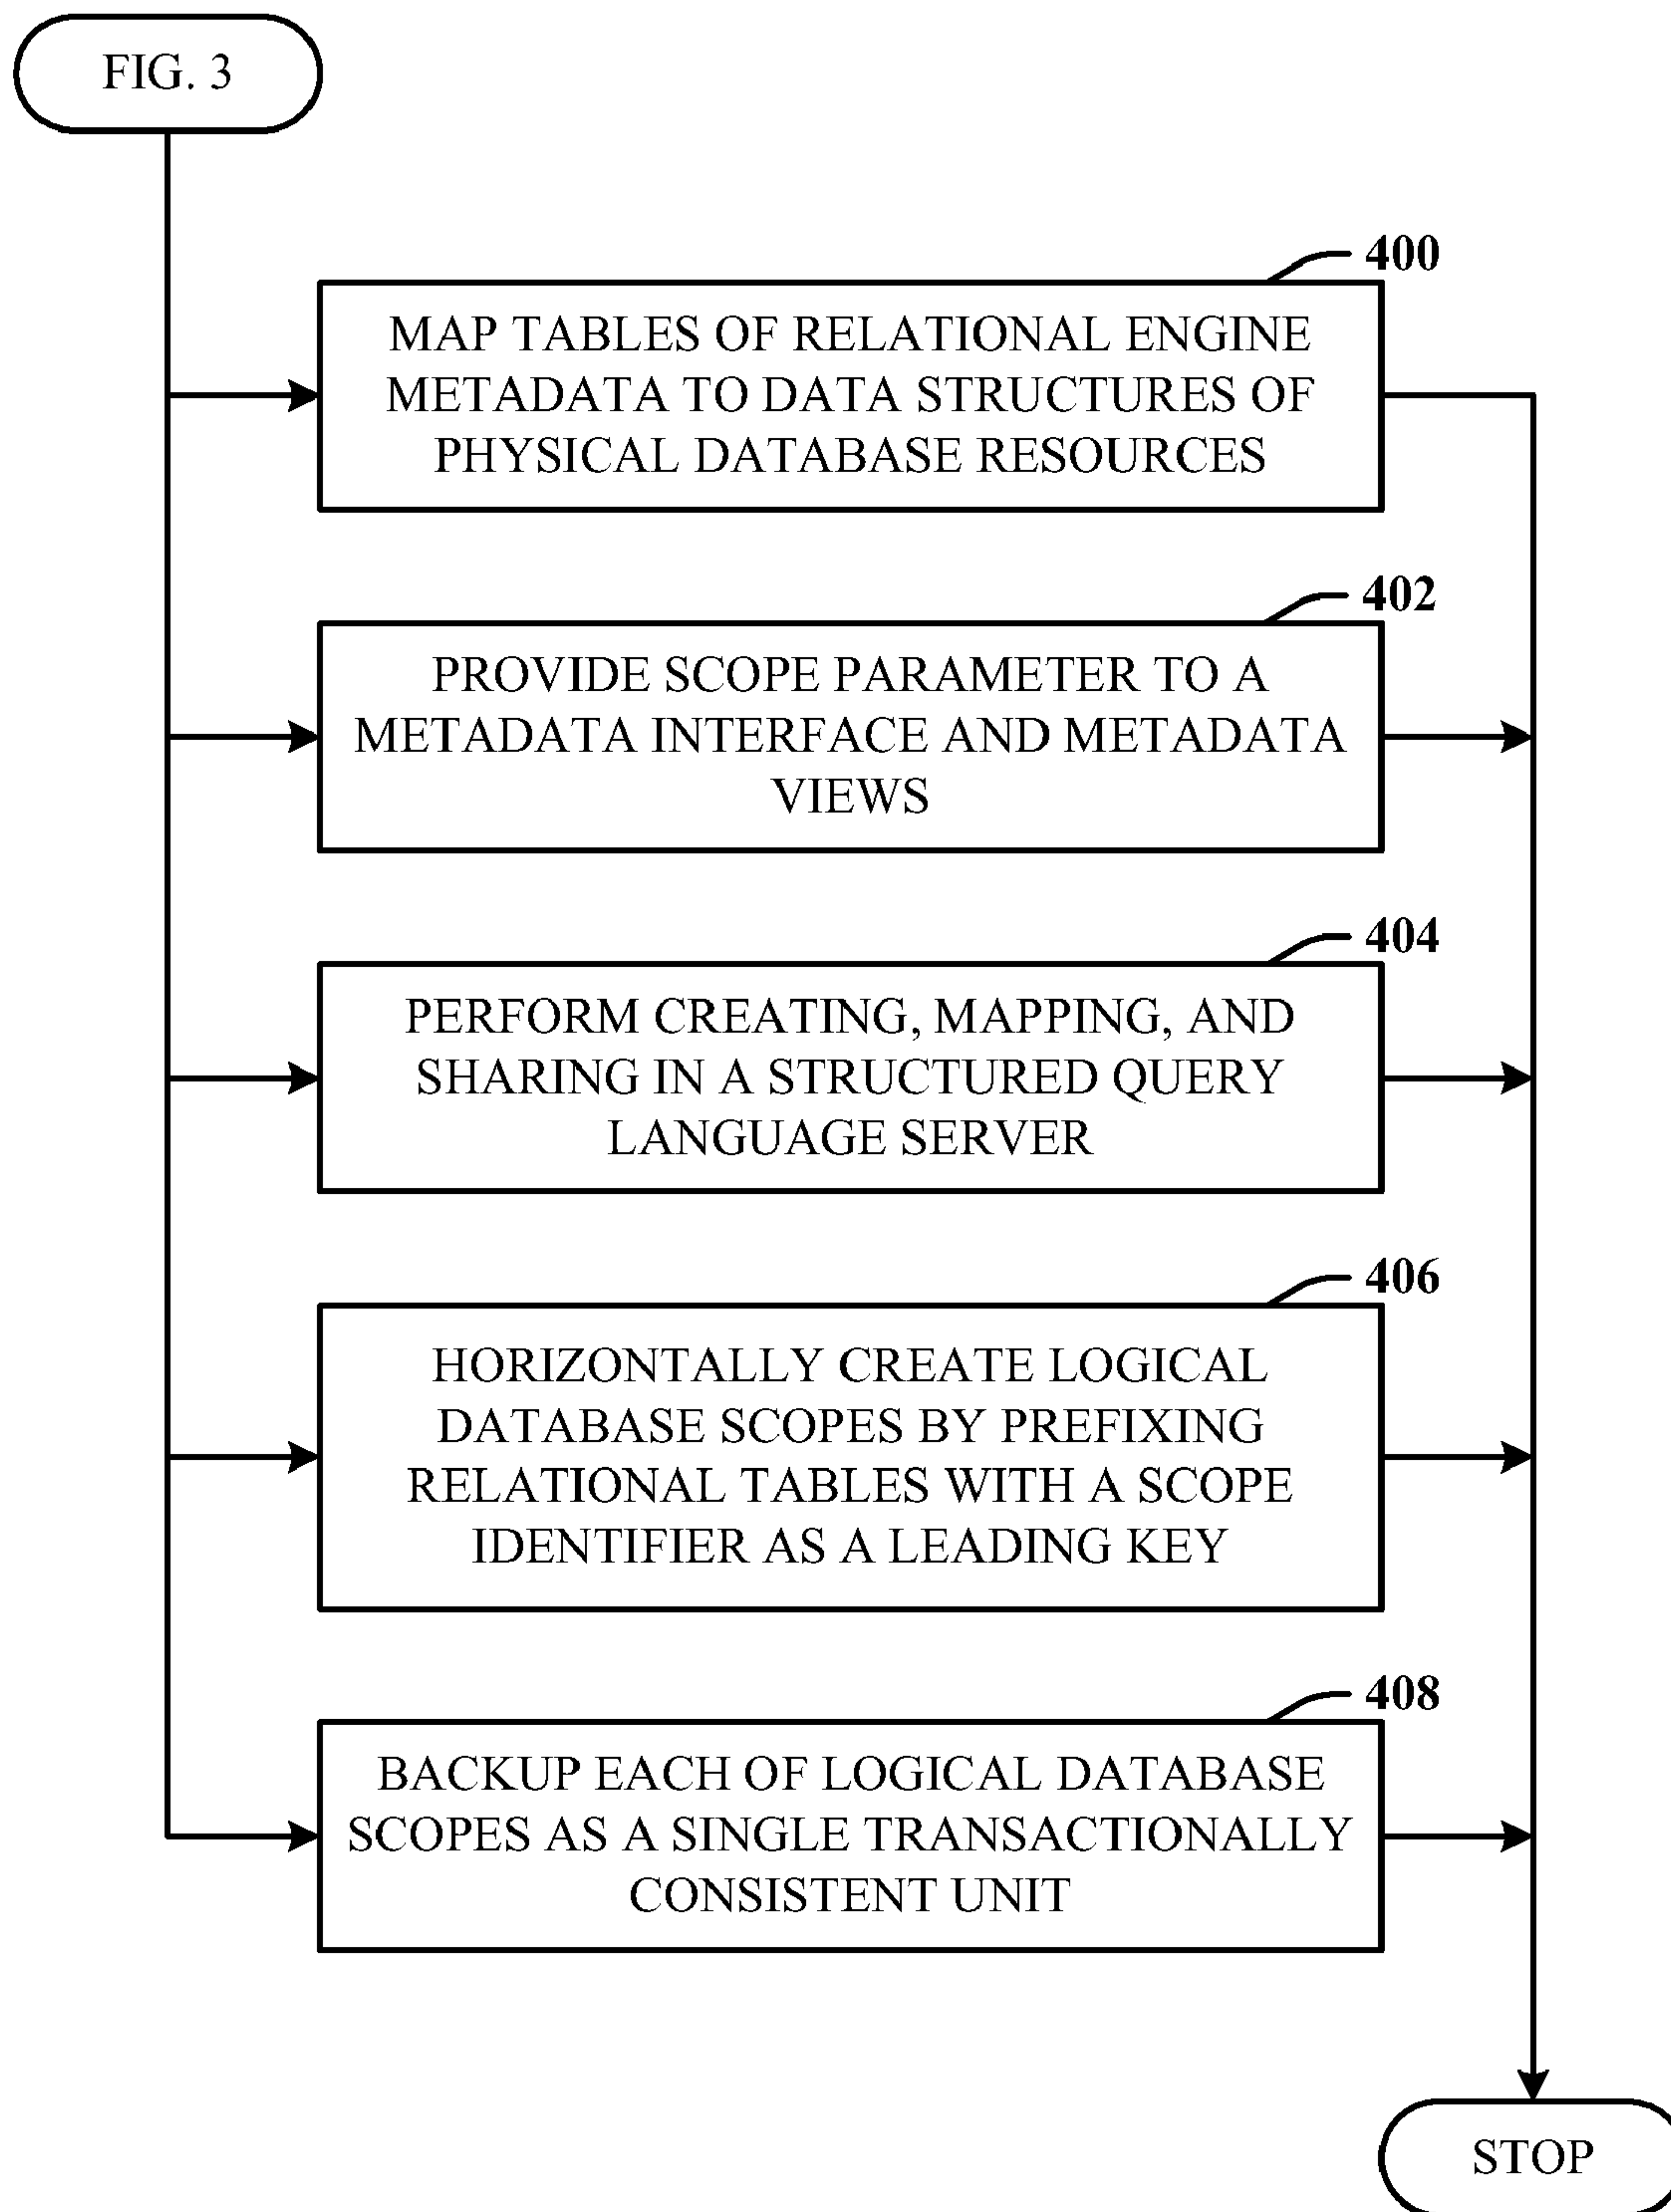 FIG. 3
400
MAP TABLES OF RELATIONAL ENGINE
METADATA TO DATA STRUCTURES OF
PHYSICAL DATABASE RESOURCES
402
PROVIDE SCOPE PARAMETER TO A
METADATA INTERFACE AND METADATA
VIEWS
404
PERFORM CREATING, MAPPING, AND
SHARING IN A STRUCTURED QUERY
LANGUAGE SERVER
406
HORIZONTALLY CREATE LOGICAL
DATABASE SCOPES BY PREFIXING
RELATIONAL TABLES WITH A SCOPE
IDENTIFIER AS A LEADING KEY
408
BACKUP EACH OF LOGICAL DATABASE
SCOPES AS A SINGLE TRANSACTIONALLY
CONSISTENT UNIT
STOP